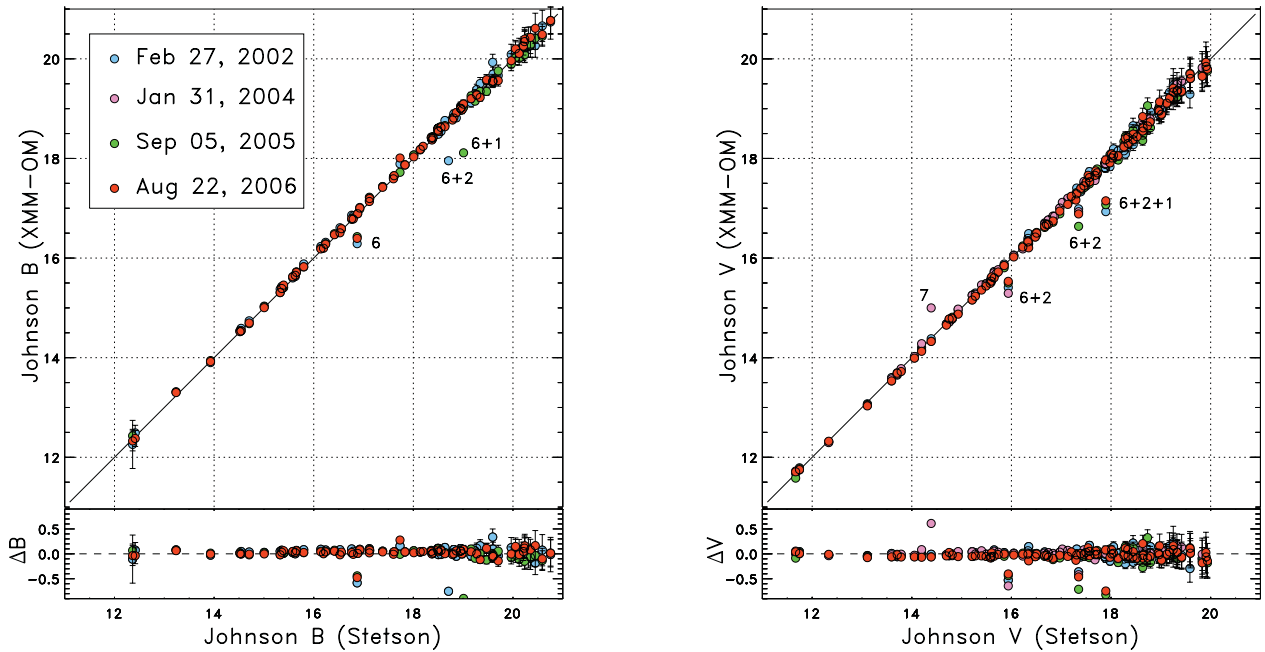 Feb 27, 2002
Jan 31, 2004
Sep 05, 2005
Aug 22, 2006
20
18
16
14
12
Johnson B (XMM-OM)
6+1
6+2
6
0.5
0.0
-0.5
ΔB
12 14 16 18 20
Johnson B (Stetson)
20
18
16
14
12
Johnson V (XMM-OM)
6+2+1
6+2
6+2
7
0.5
0.0
-0.5
ΔV
12 14 16 18 20
Johnson V (Stetson)